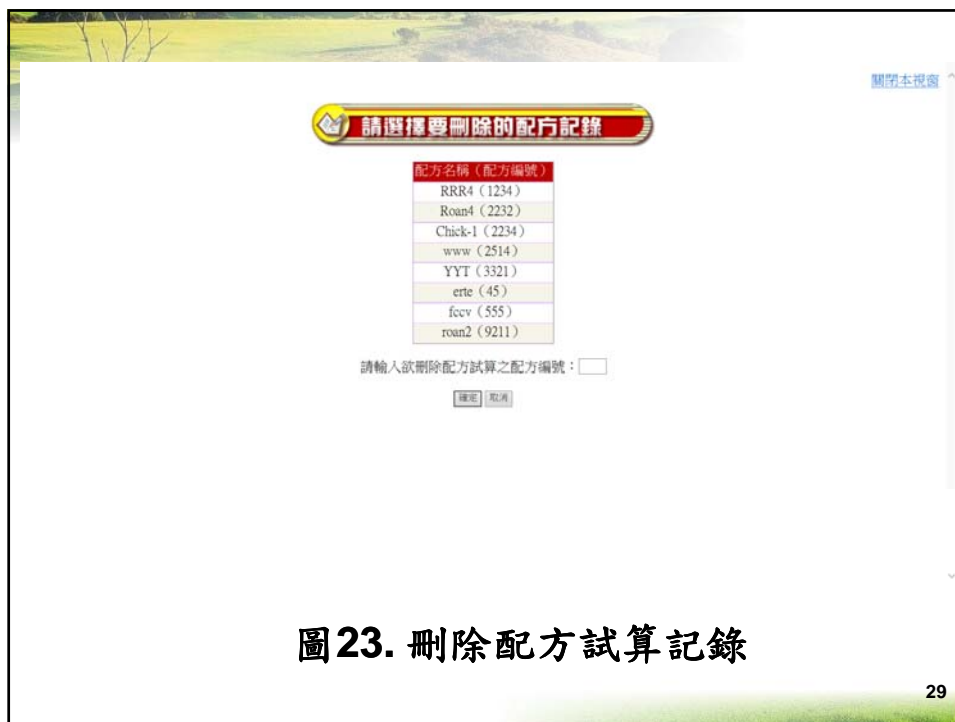 關閉本視窗
請選擇要刪除的配方記錄
配方名稱（配方編號）
RRR4（1234）
Roan4（2232）
Chick-1（2234）
www（2514）
YYT（3321）
erte（45）
fccv（555）
roan2（9211）
請輸入欲刪除配方試算之配方編號：
確定 取消
圖23. 刪除配方試算記錄
29